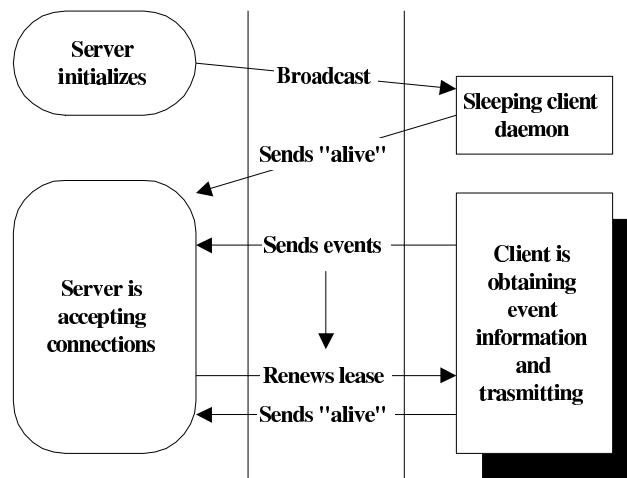 Server
initializes
Broadcast
Sleeping client
daemon
Sends "alive"
Sends events
Server is
accepting
connections
Client is
obtaining
event
information
and
trasmitting
Renews lease
Sends "alive"